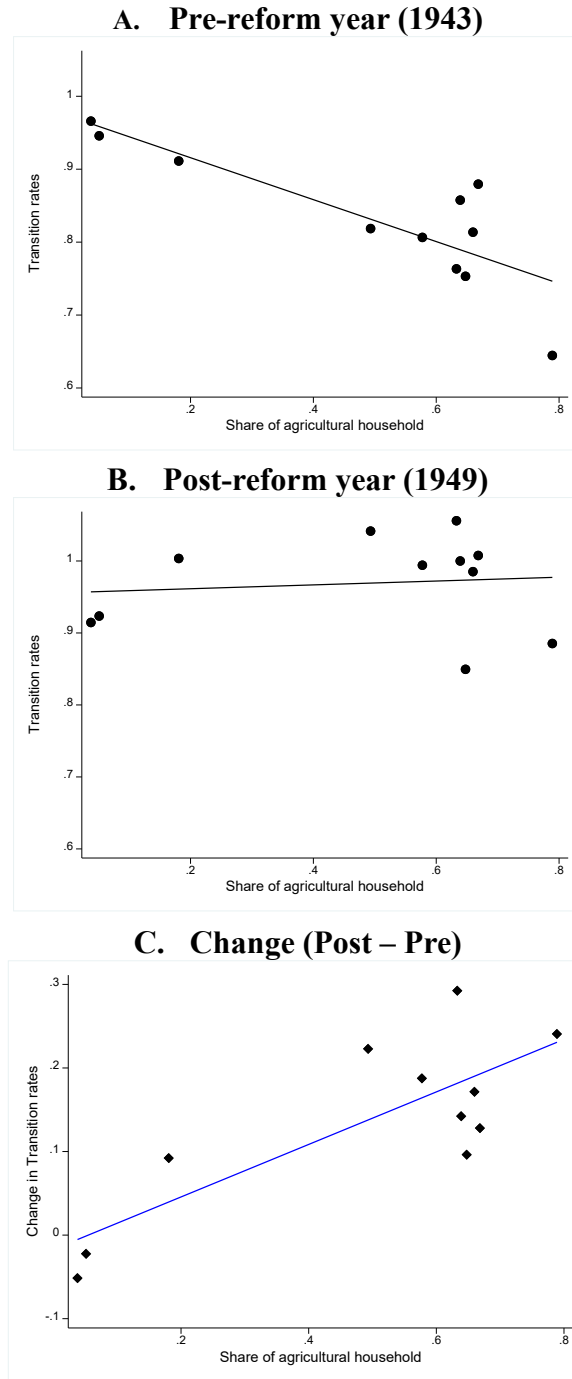 A. Pre-reform year (1943)
1
.9
.8
.7
.6
Transition rates
.2 .4 .6 .8
Share of agricultural household
B. Post-reform year (1949)
1
.9
.8
.7
.6
Transition rates
.2 .4 .6 .8
Share of agricultural household
C. Change (Post – Pre)
.3
.2
.1
0
-.1
Change in Transition rates
.2 .4 .6 .8
Share of agricultural household